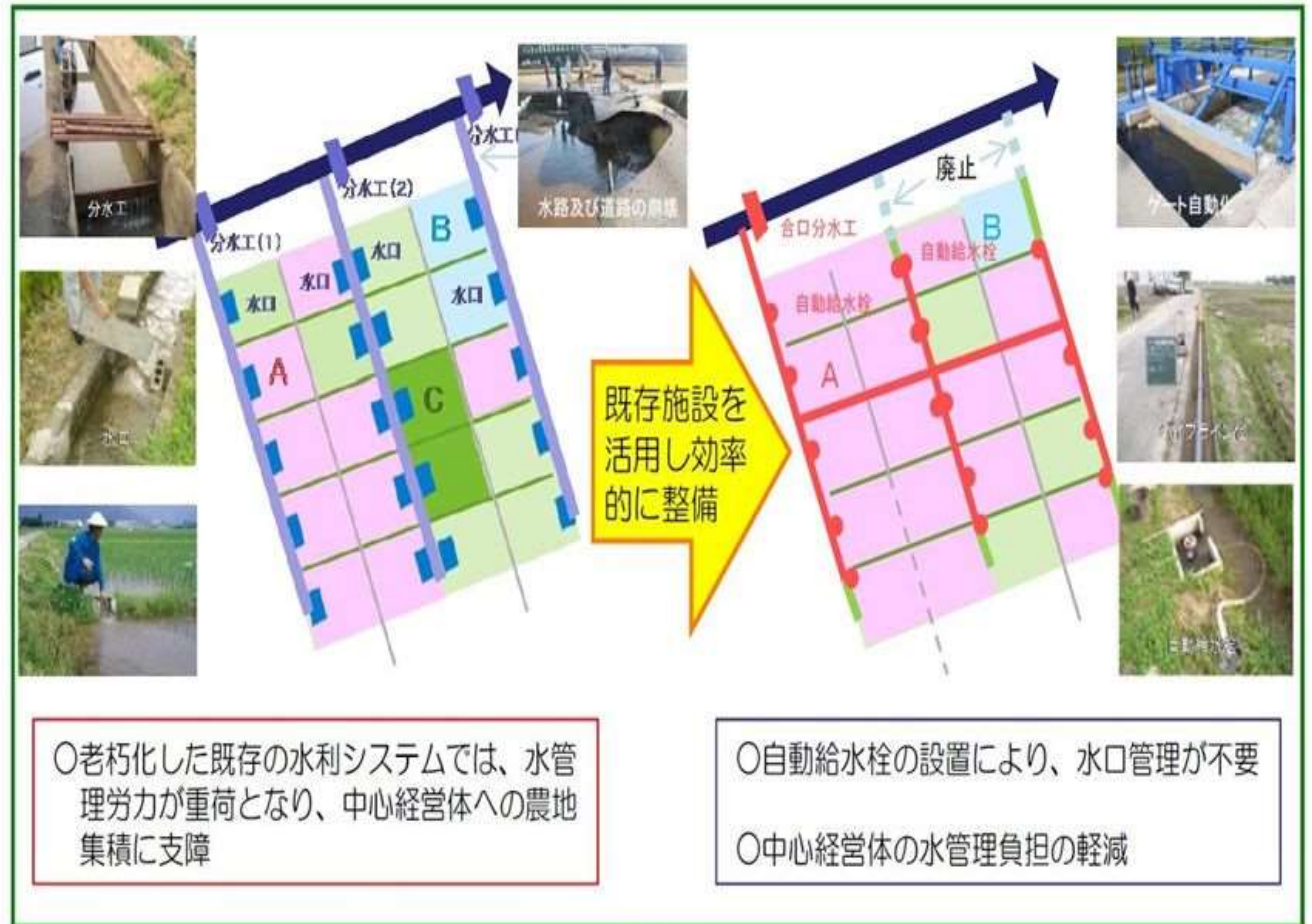 分水工
水口
分水工(1)
分水工(2)
分水工(
水路及び道路の崩壊
水口
水口
水口
水口
A
B
C
既存施設を
活用し効率
的に整備
廃止
合口分水工
自動給水栓
自動給水栓
A
B
ゲート自動化
自動給水栓
○老朽化した既存の水利システムでは、水管
理労力が重荷となり、中心経営体への農地
集積に支障
○自動給水栓の設置により、水口管理が不要
○中心経営体の水管理負担の軽減